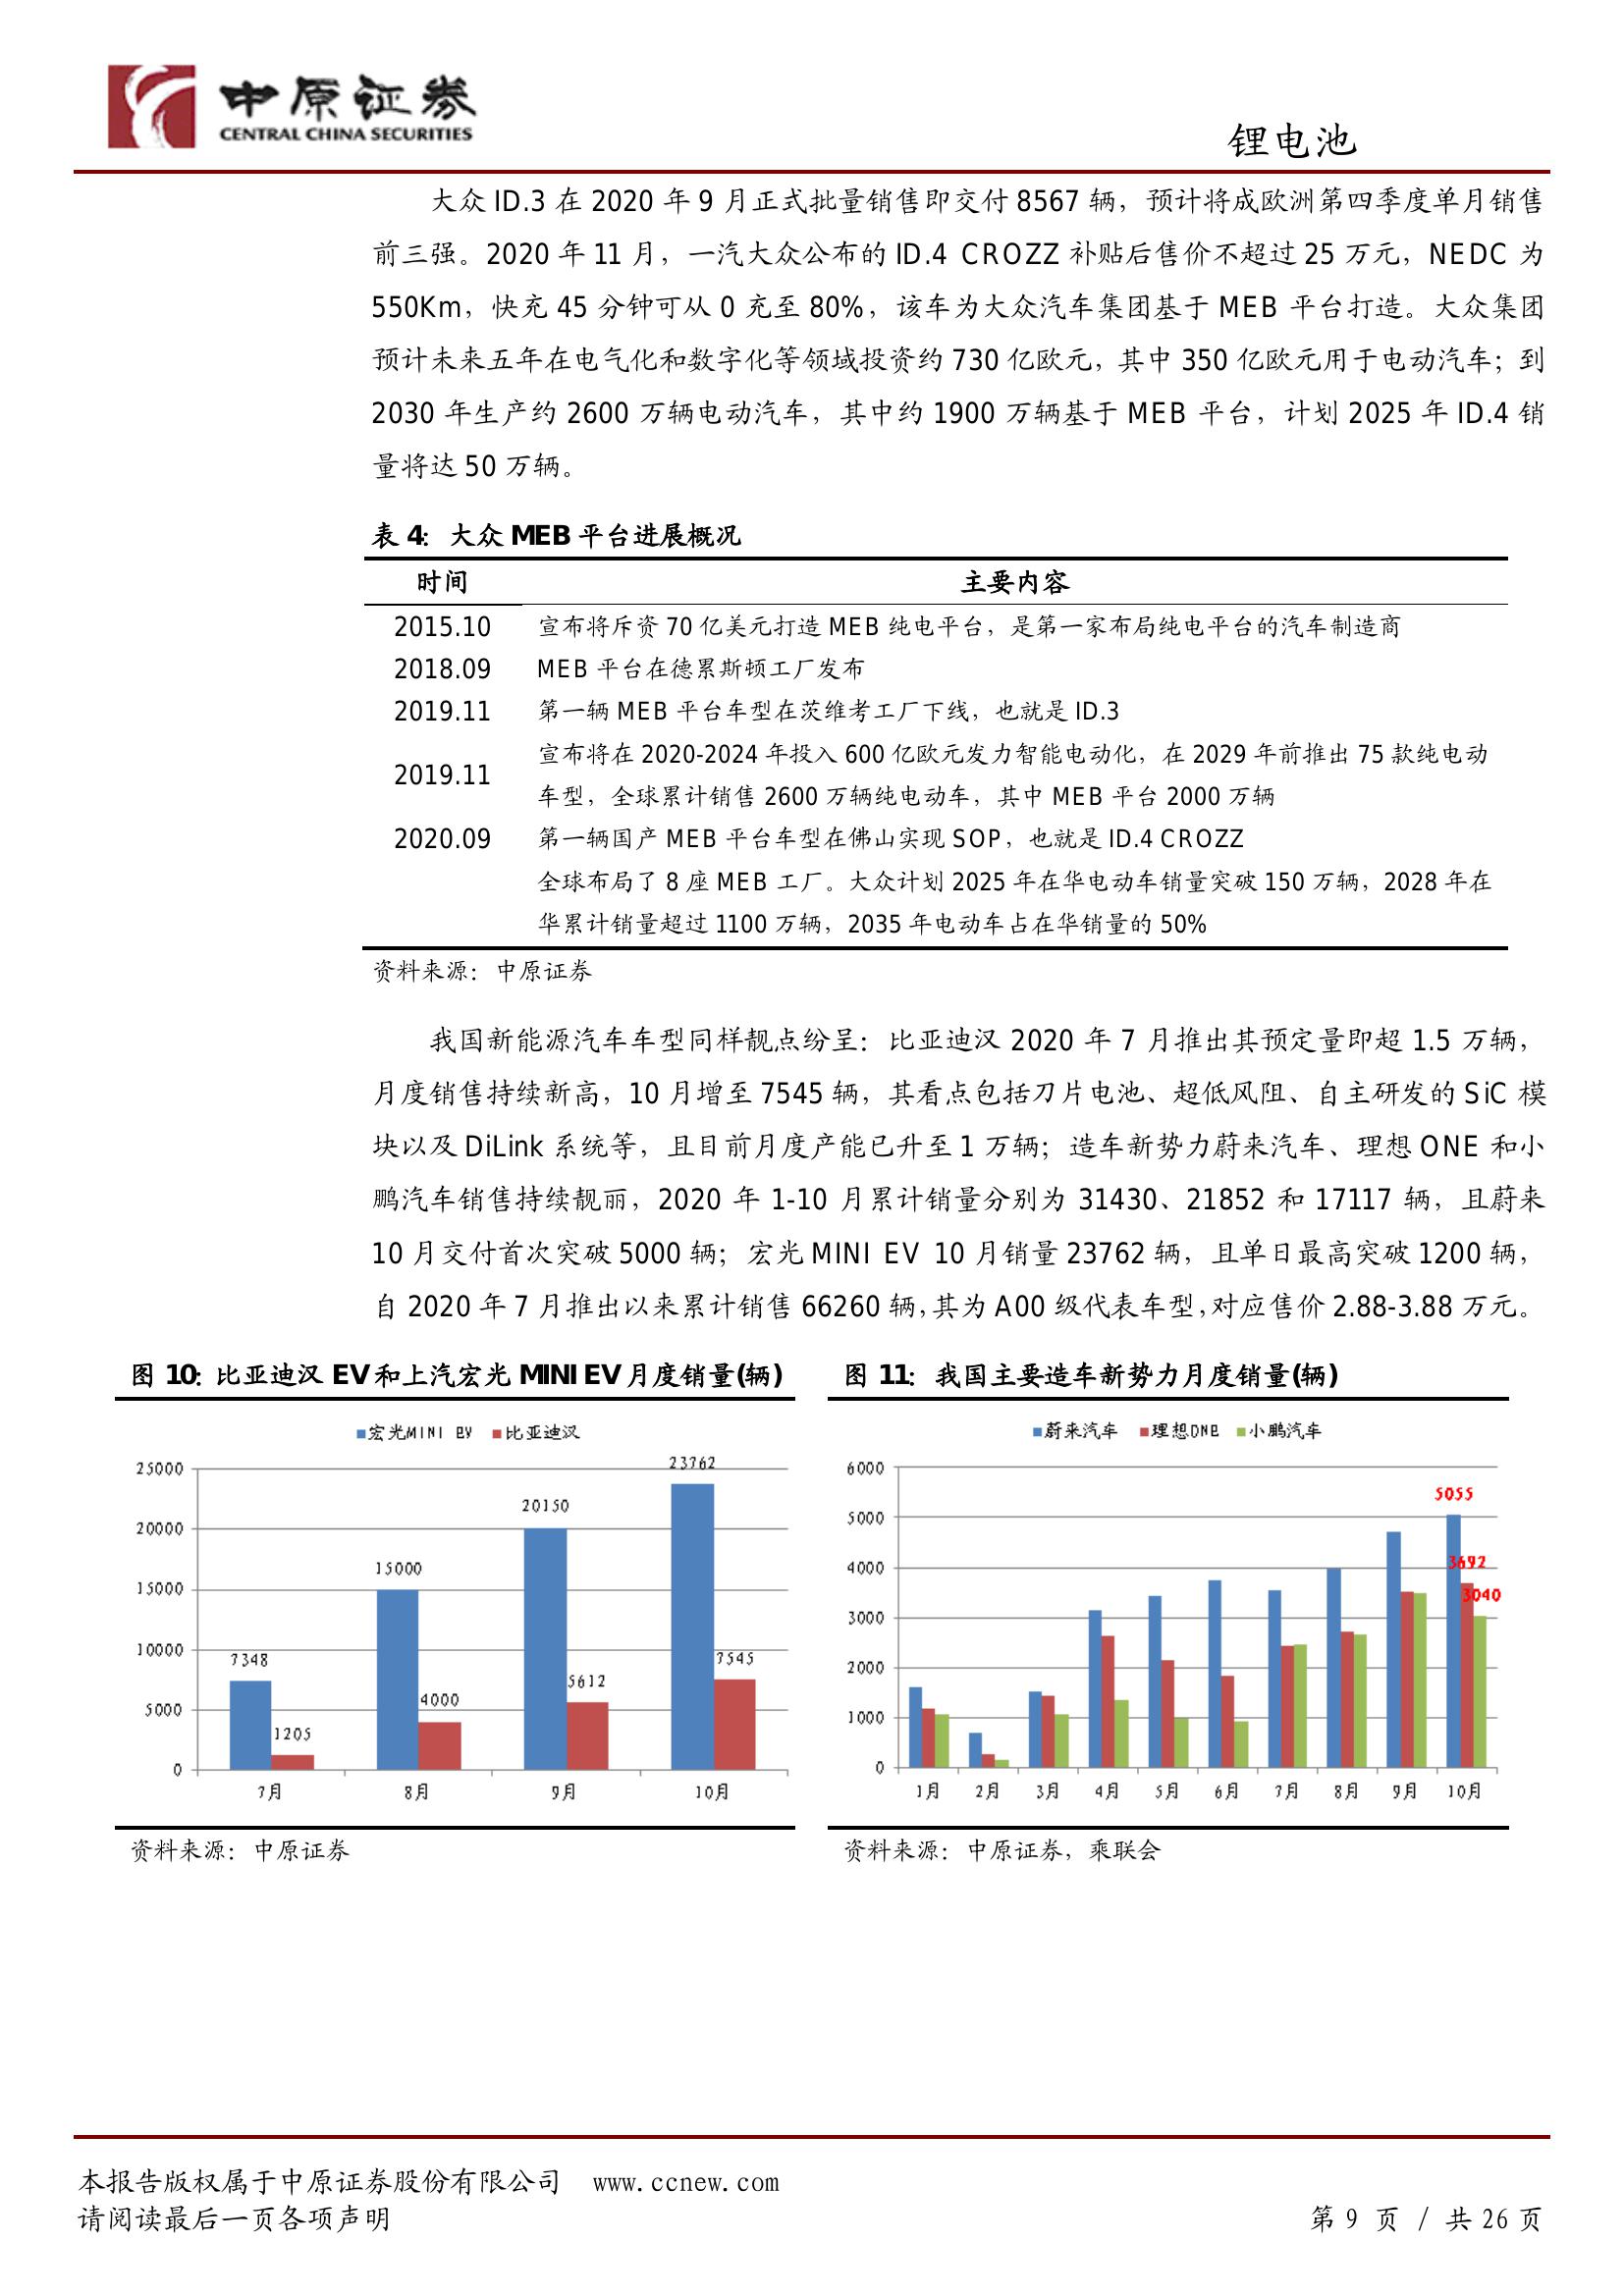 中原证券
CENTRAL CHINA SECURITIES
锂电池
大众 ID.3 在 2020 年 9 月正式批量销售即交付 8567 辆，预计将成欧洲第四季度单月销售
前三强。2020 年 11 月，一汽大众公布的 ID.4 CROZZ 补贴后售价不超过 25 万元，NEDC 为
550Km，快充 45 分钟可从 0 充至 80%，该车为大众汽车集团基于 MEB 平台打造。大众集团
预计未来五年在电气化和数字化等领域投资约 730 亿欧元，其中 350 亿欧元用于电动汽车；到
2030 年生产约 2600 万辆电动汽车，其中约 1900 万辆基于 MEB 平台，计划 2025 年 ID.4 销
量将达 50 万辆。
表 4：大众 MEB 平台进展概况
时间 主要内容
2015.10 宣布将斥资 70 亿美元打造 MEB 纯电平台，是第一家布局纯电平台的汽车制造商
2018.09 MEB 平台在德累斯顿工厂发布
2019.11 第一辆 MEB 平台车型在茨维考工厂下线，也就是 ID.3
2019.11 宣布将在 2020-2024 年投入 600 亿欧元发力智能电动化，在 2029 年前推出 75 款纯电动
车型，全球累计销售 2600 万辆纯电动车，其中 MEB 平台 2000 万辆
2020.09 第一辆国产 MEB 平台车型在佛山实现 SOP，也就是 ID.4 CROZZ
全球布局了 8 座 MEB 工厂。大众计划 2025 年在华电动车销量突破 150 万辆，2028 年在
华累计销量超过 1100 万辆，2035 年电动车占在华销量的 50%
资料来源：中原证券
我国新能源汽车车型同样靓点纷呈：比亚迪汉 2020 年 7 月推出其预定量即超 1.5 万辆，
月度销售持续新高，10 月增至 7545 辆，其看点包括刀片电池、超低风阻、自主研发的 SiC 模
块以及 DiLink 系统等，且目前月度产能已升至 1 万辆；造车新势力蔚来汽车、理想 ONE 和小
鹏汽车销售持续靓丽，2020 年 1-10 月累计销量分别为 31430、21852 和 17117 辆，且蔚来
10 月交付首次突破 5000 辆；宏光 MINI EV 10 月销量 23762 辆，且单日最高突破 1200 辆，
自 2020 年 7 月推出以来累计销售 66260 辆，其为 A00 级代表车型，对应售价 2.88-3.88 万元。
图 10：比亚迪汉 EV 和上汽宏光 MINI EV 月度销量(辆)
宏光MINI EV 比亚迪汉
25000
20000
15000
10000
5000
0
7348
1205
15000
4000
20150
5612
23762
7545
7月 8月 9月 10月
资料来源：中原证券
图 11：我国主要造车新势力月度销量(辆)
蔚来汽车 理想ONE 小鹏汽车
6000
5000
4000
3000
2000
1000
0
5055
3692
3040
1月 2月 3月 4月 5月 6月 7月 8月 9月 10月
资料来源：中原证券，乘联会
本报告版权属于中原证券股份有限公司 www.ccnew.com
请阅读最后一页各项声明
第 9 页 / 共 26 页